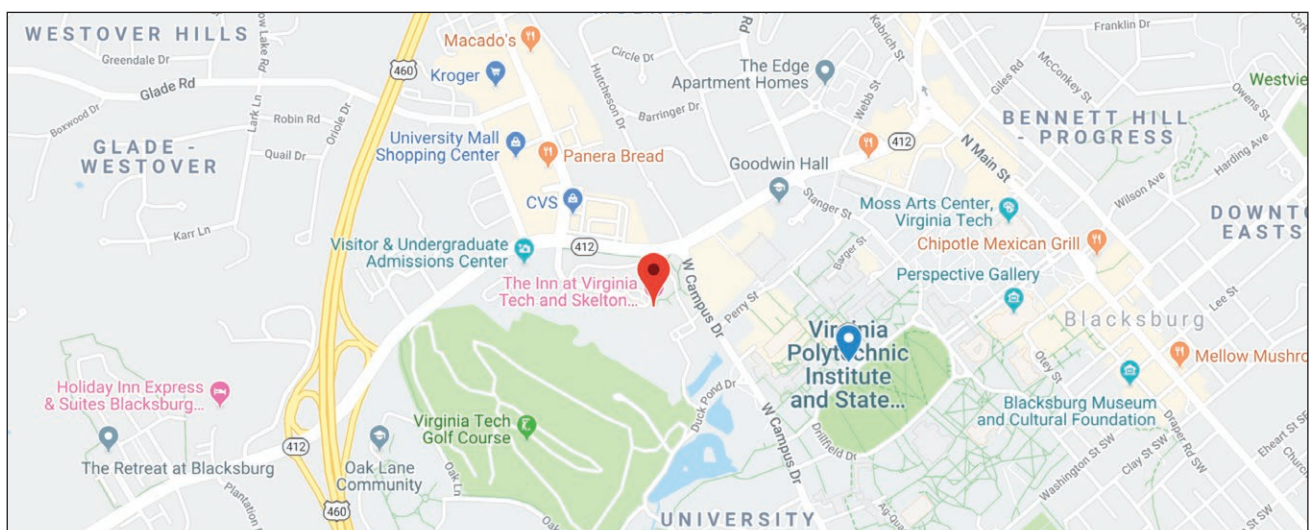 WESTOVER HILLS
Greendale Dr
Glade Rd
Boxwood Dr
Lark Ln
Robin Rd
Oriole Dr
Quail Dr
GLADE -
WESTOVER
Karr Ln
460
Macado's
Kroger
University Mall
Shopping Center
Panera Bread
CVS
412
Visitor & Undergraduate
Admissions Center
The Inn at Virginia
Tech and Skelton...
Circle Dr
Hutcheson Dr
Barringer Dr
Rd
The Edge
Apartment Homes
Webb St
Kabrich St
Giles Rd
McConkey St
Franklin Dr
Westvie
Owens St
BENNETT HILL
- PROGRESS
412
N Main St
Harding Ave
Wilson Ave
Goodwin Hall
Stanger St
Moss Arts Center,
Virginia Tech
DOWNT
EASTS
Chipotle Mexican Grill
Barger St
Perspective Gallery
Lee St
W Campus Dr
Perry St
Virginia
Polytechnic
Institute
and State...
Blacksburg
Mellow Mushro
Otey St
Blacksburg Museum
and Cultural Foundation
Draper Rd SW
Eheart St SE
Church
Clay St SW
Washington St SW
Holiday Inn Express
& Suites Blacksburg...
The Retreat at Blacksburg
Plantation
412
460
Oak Lane
Community
Oak Ln
Virginia Tech
Golf Course
Duck Pond Dr
W Campus Dr
Drillfield Dr
Ag Qua
UNIVERSITY
St SW